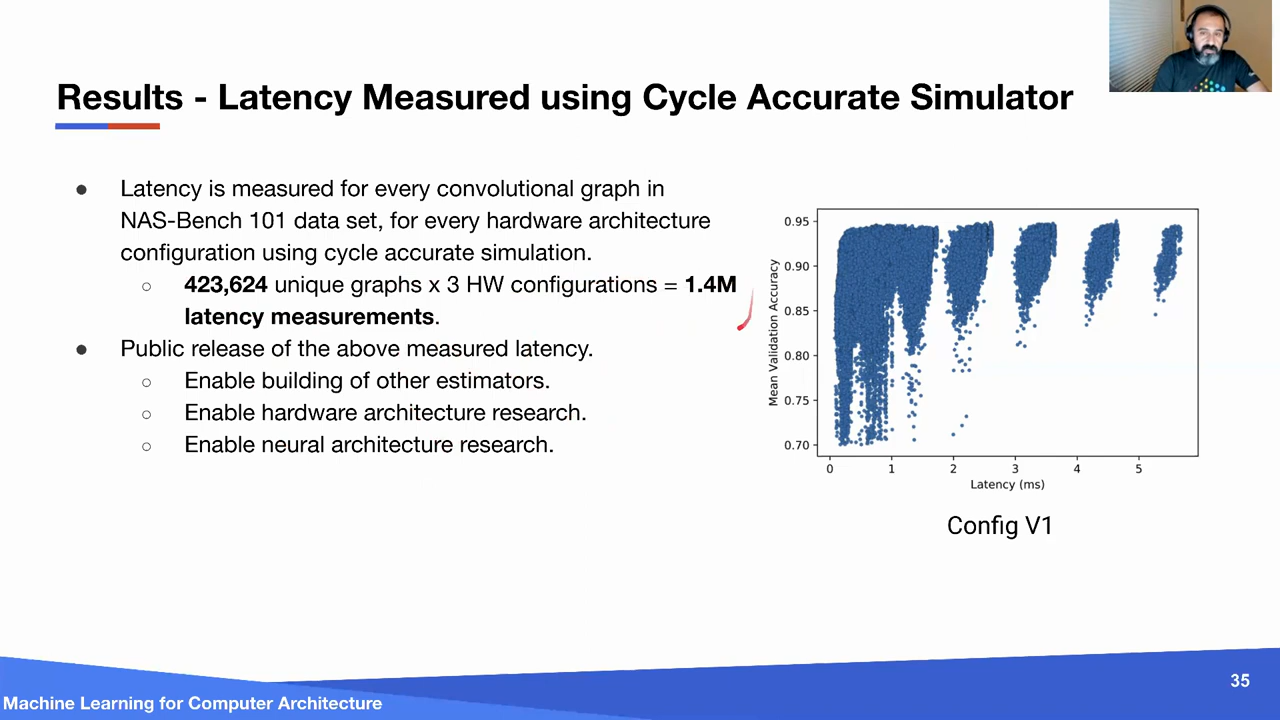 Results - Latency Measured using Cycle Accurate Simulator
● Latency is measured for every convolutional graph in
NAS-Bench 101 data set, for every hardware architecture
configuration using cycle accurate simulation.
○ 423,624 unique graphs x 3 HW configurations = 1.4M
latency measurements.
● Public release of the above measured latency.
○ Enable building of other estimators.
○ Enable hardware architecture research.
○ Enable neural architecture research.
Mean Validation Accuracy
0.95
0.90
0.85
0.80
0.75
0.70
0 1 2 3 4 5
Latency (ms)
Config V1
35
Machine Learning for Computer Architecture